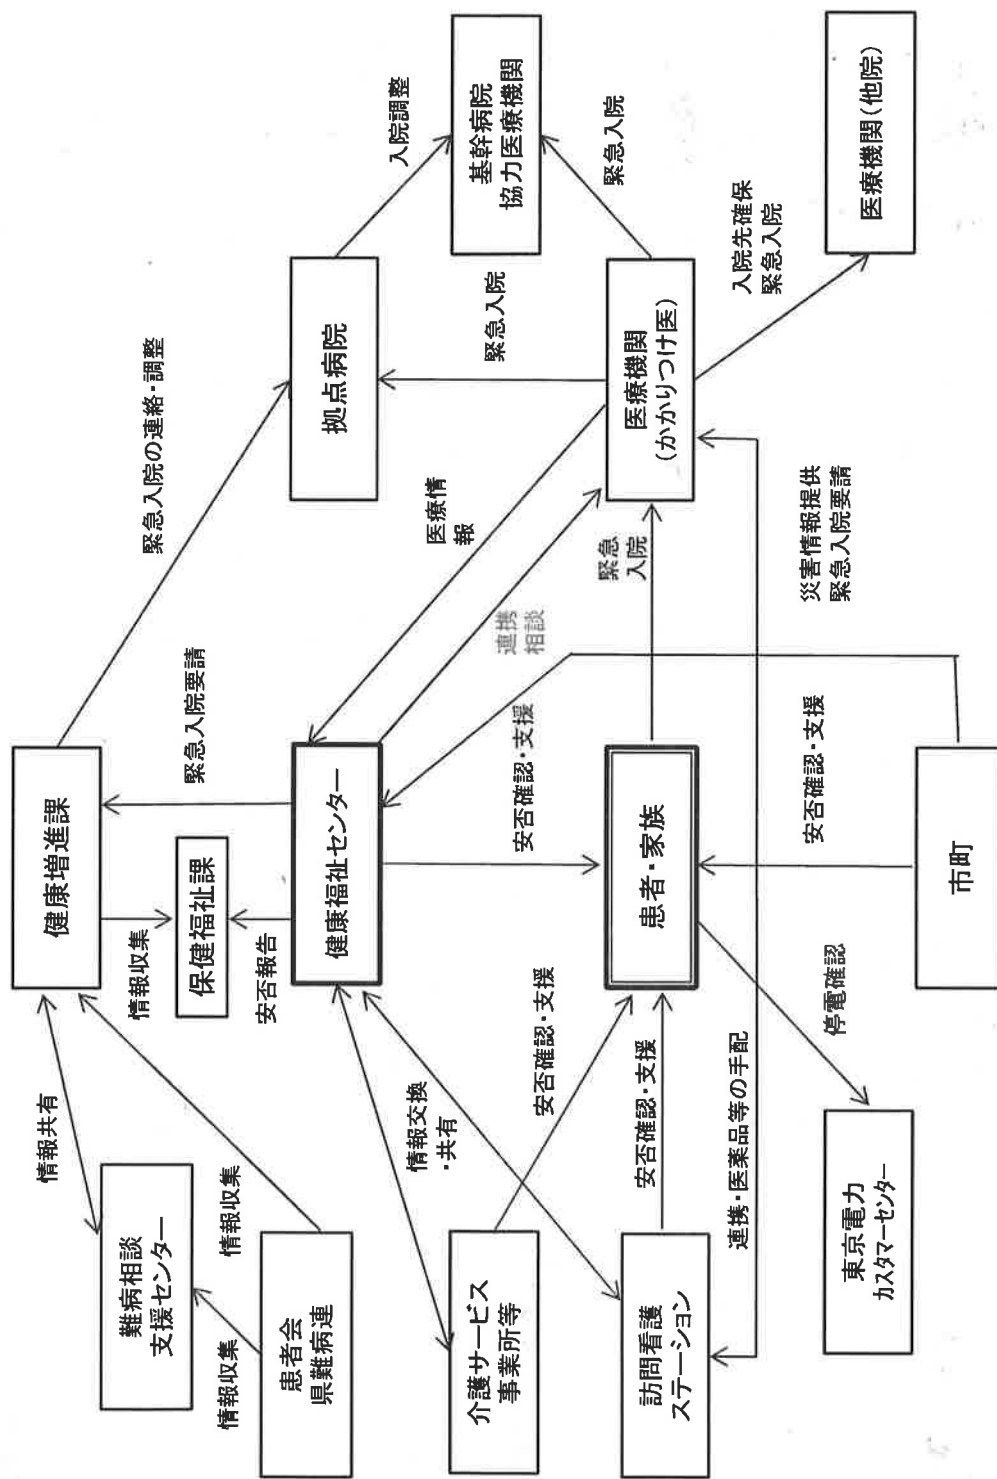 難病相談
支援センター
情報共有
健康増進課
緊急入院の連絡・調整
情報収集
情報収集
情報収集
保健福祉課
安否報告
緊急入院要請
患者会
県難病連
拠点病院
入院調整
基幹病院
協力医療機関
健康福祉センター
医療情
報
緊急入院
緊急入院
情報交換
・共有
連携
相談
介護サービス
事業所等
安否確認・支援
安否確認・支援
緊急
入院
医療機関
(かかりつけ医)
入院先確保
緊急入院
患者・家族
安否確認・支援
訪問看護
ステーション
連携・医薬品等の手配
停電確認
安否確認・支援
災害情報提供
緊急入院要請
医療機関(他院)
東京電力
カスタマーセンター
市町